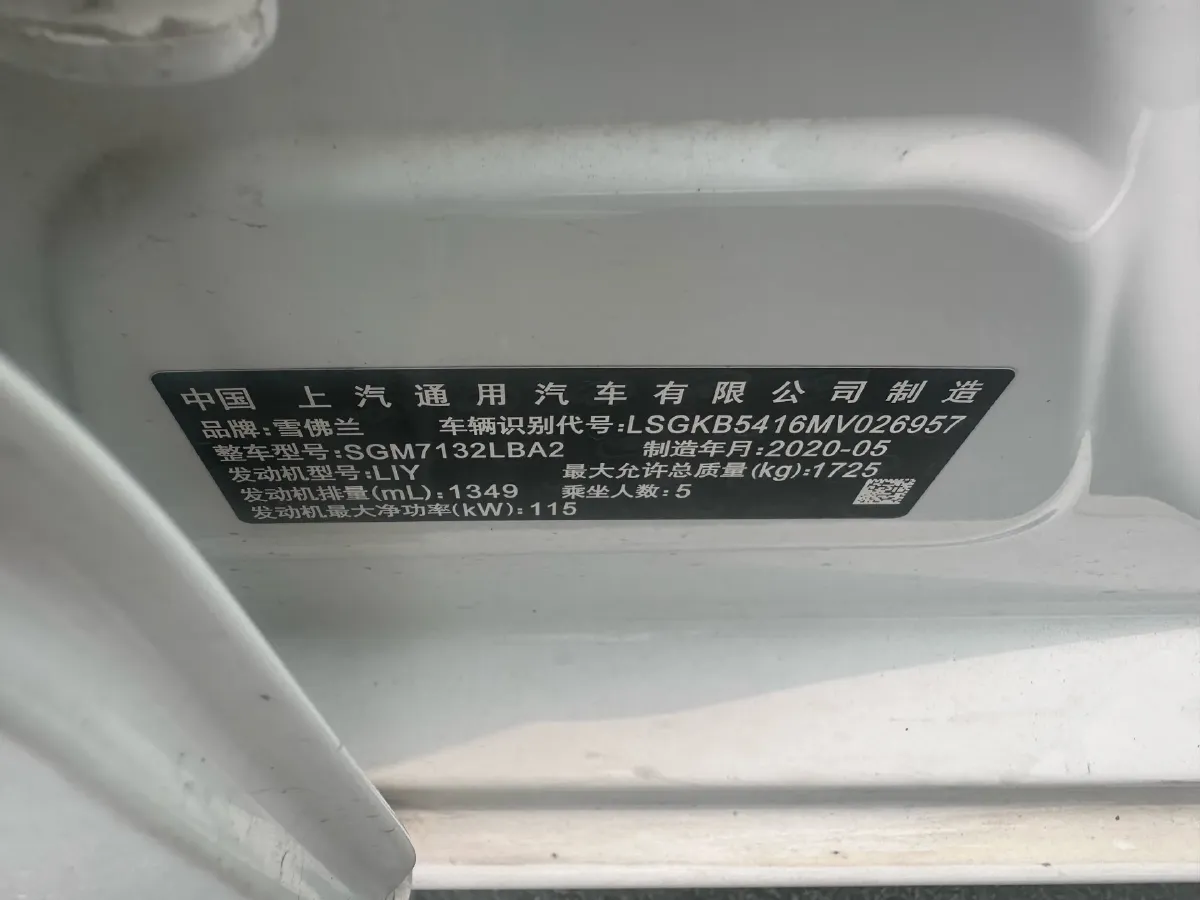 中国 上汽通用汽车有限公司制造
品牌:雪佛兰 车辆识别代号:LSGKB5416MV026957
整车型号:SGM7132LBA2 制造年月:2020-05
发动机型号:LIY 最大允许总质量(kg):1725
发动机排量(mL):1349 乘坐人数:5
发动机最大净功率(kW):115